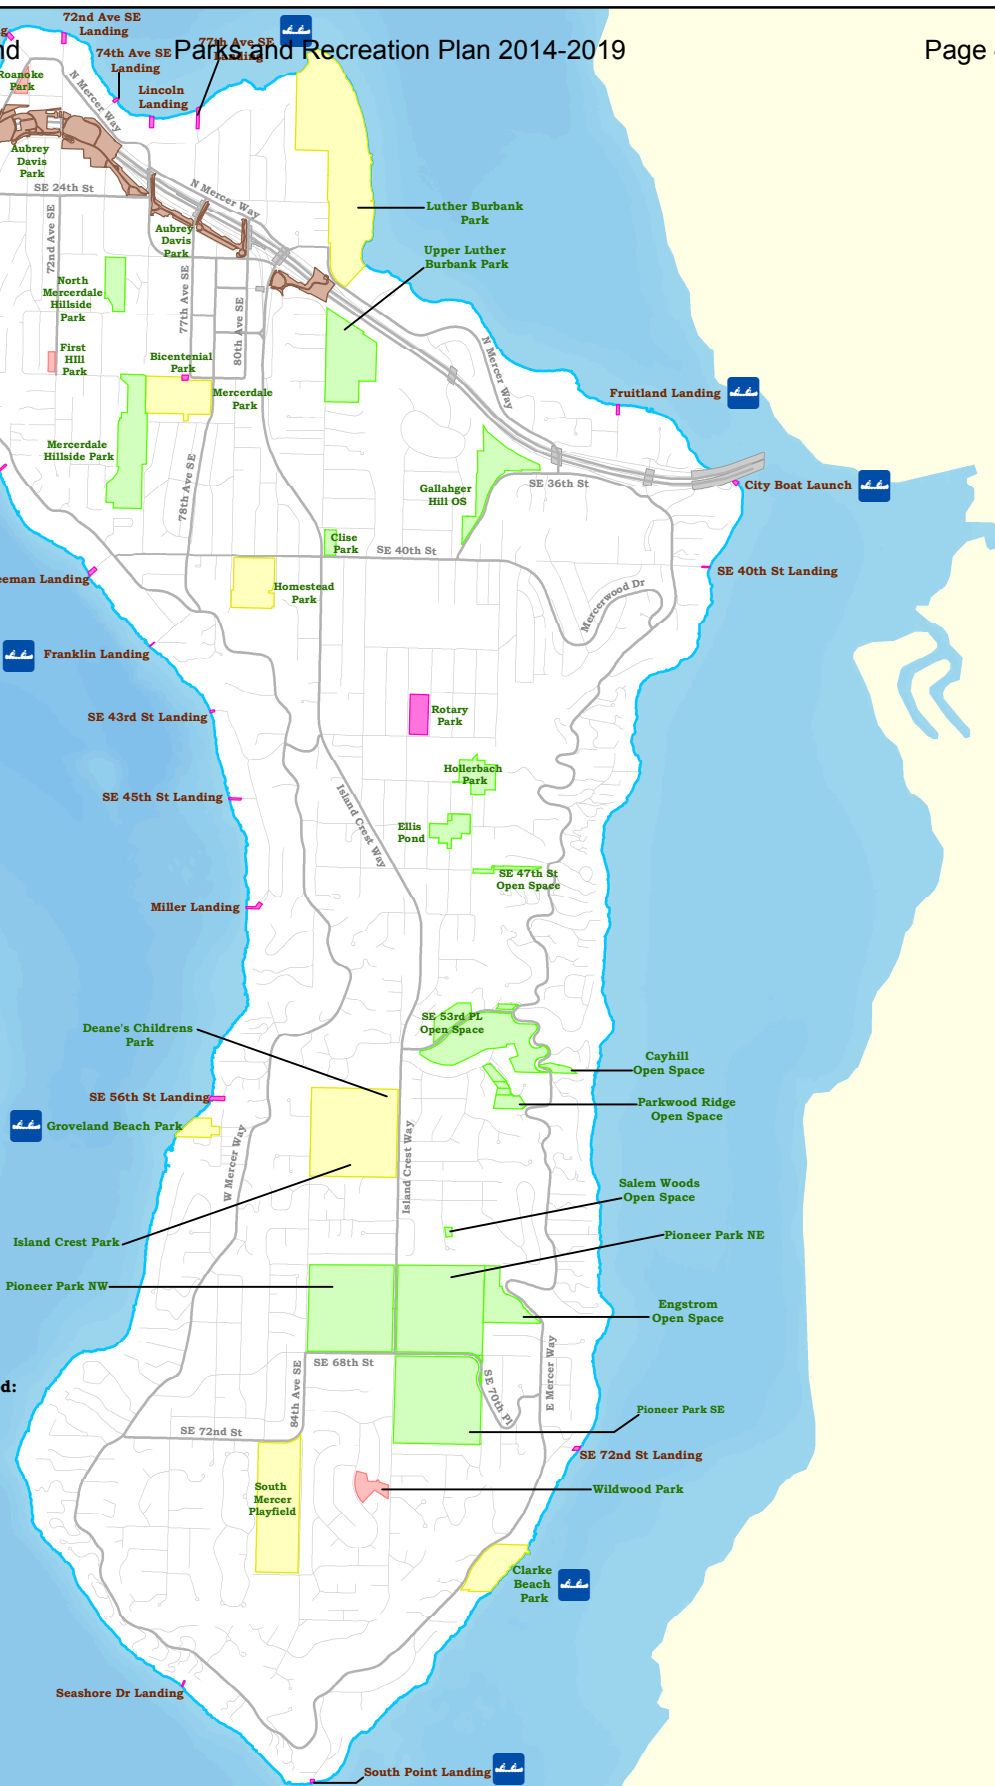 72nd Ave SE
Landing
nd
Parks and Recreation Plan 2014-2019
Page
77th Ave SE
Landing
74th Ave SE
Landing
Roanoke
Park
N Mercer Way
Lincoln
Landing
Aubrey
Davis
Park
SE 24th St
N Mercer Way
72nd Ave SE
Aubrey
Davis
Park
Luther Burbank
Park
Upper Luther
Burbank Park
77th Ave SE
North
Mercerdale
Hillside
Park
80th Ave SE
First
HIll
Park
Bicentenial
Park
N Mercer Way
Mercerdale
Park
Fruitland Landing
Mercerdale
Hillside Park
78th Ave SE
Gallahger
Hill OS
SE 36th St
City Boat Launch
Clise
Park
SE 40th St
SE 40th St Landing
eeman Landing
Homestead
Park
Mercerwood Dr
Franklin Landing
SE 43rd St Landing
Rotary
Park
Hollerbach
Park
SE 45th St Landing
Island Crest Way
Ellis
Pond
SE 47th St
Open Space
Miller Landing
SE 53rd PL
Open Space
Deane's Childrens
Park
Cayhill
Open Space
SE 56th St Landing
Parkwood Ridge
Open Space
Groveland Beach Park
W Mercer Way
Island Crest Way
Salem Woods
Open Space
Island Crest Park
Pioneer Park NE
Pioneer Park NW
Engstrom
Open Space
SE 68th St
E Mercer Way
d:
84th Ave SE
SE 70th Pl
Pioneer Park SE
SE 72nd St
SE 72nd St Landing
South
Mercer
Playfield
Wildwood Park
Clarke
Beach
Park
Seashore Dr Landing
South Point Landing